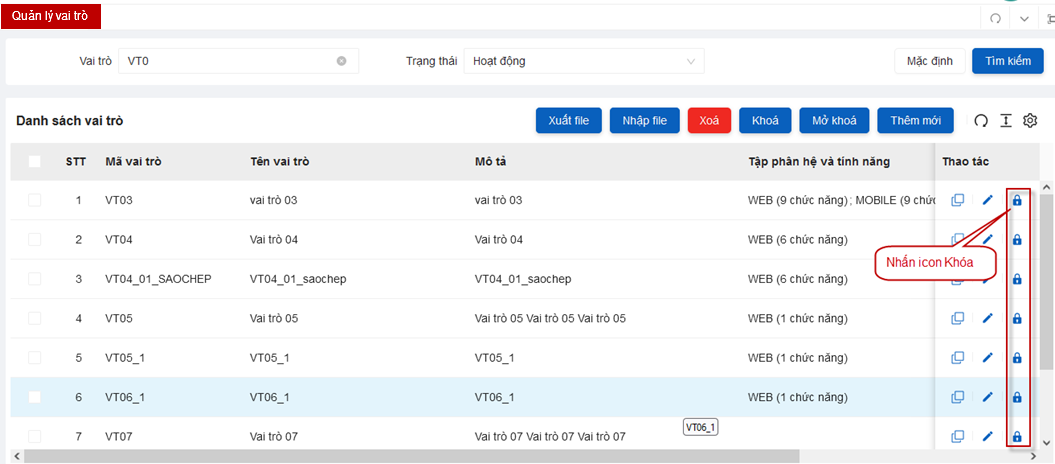 Quản lý vai trò
Vai trò VT0 Trạng thái Hoạt động Mặc định Tìm kiếm
Danh sách vai trò Xuất file Nhập file Xoá Khoá Mở khoá Thêm mới
STT Mã vai trò Tên vai trò Mô tả Tập phân hệ và tính năng Thao tác
1 VT03 vai trò 03 vai trò 03 WEB (9 chức năng); MOBILE (9 chức
2 VT04 Vai trò 04 Vai trò 04 WEB (6 chức năng)
Nhấn icon Khóa
3 VT04_01_SAOCHEP VT04_01_saochep VT04_01_saochep WEB (6 chức năng)
4 VT05 Vai trò 05 Vai trò 05 Vai trò 05 Vai trò 05 WEB (1 chức năng)
5 VT05_1 VT05_1 VT05_1 WEB (1 chức năng)
6 VT06_1 VT06_1 VT06_1 WEB (1 chức năng)
VT06_1
7 VT07 Vai trò 07 Vai trò 07 Vai trò 07 Vai trò 07